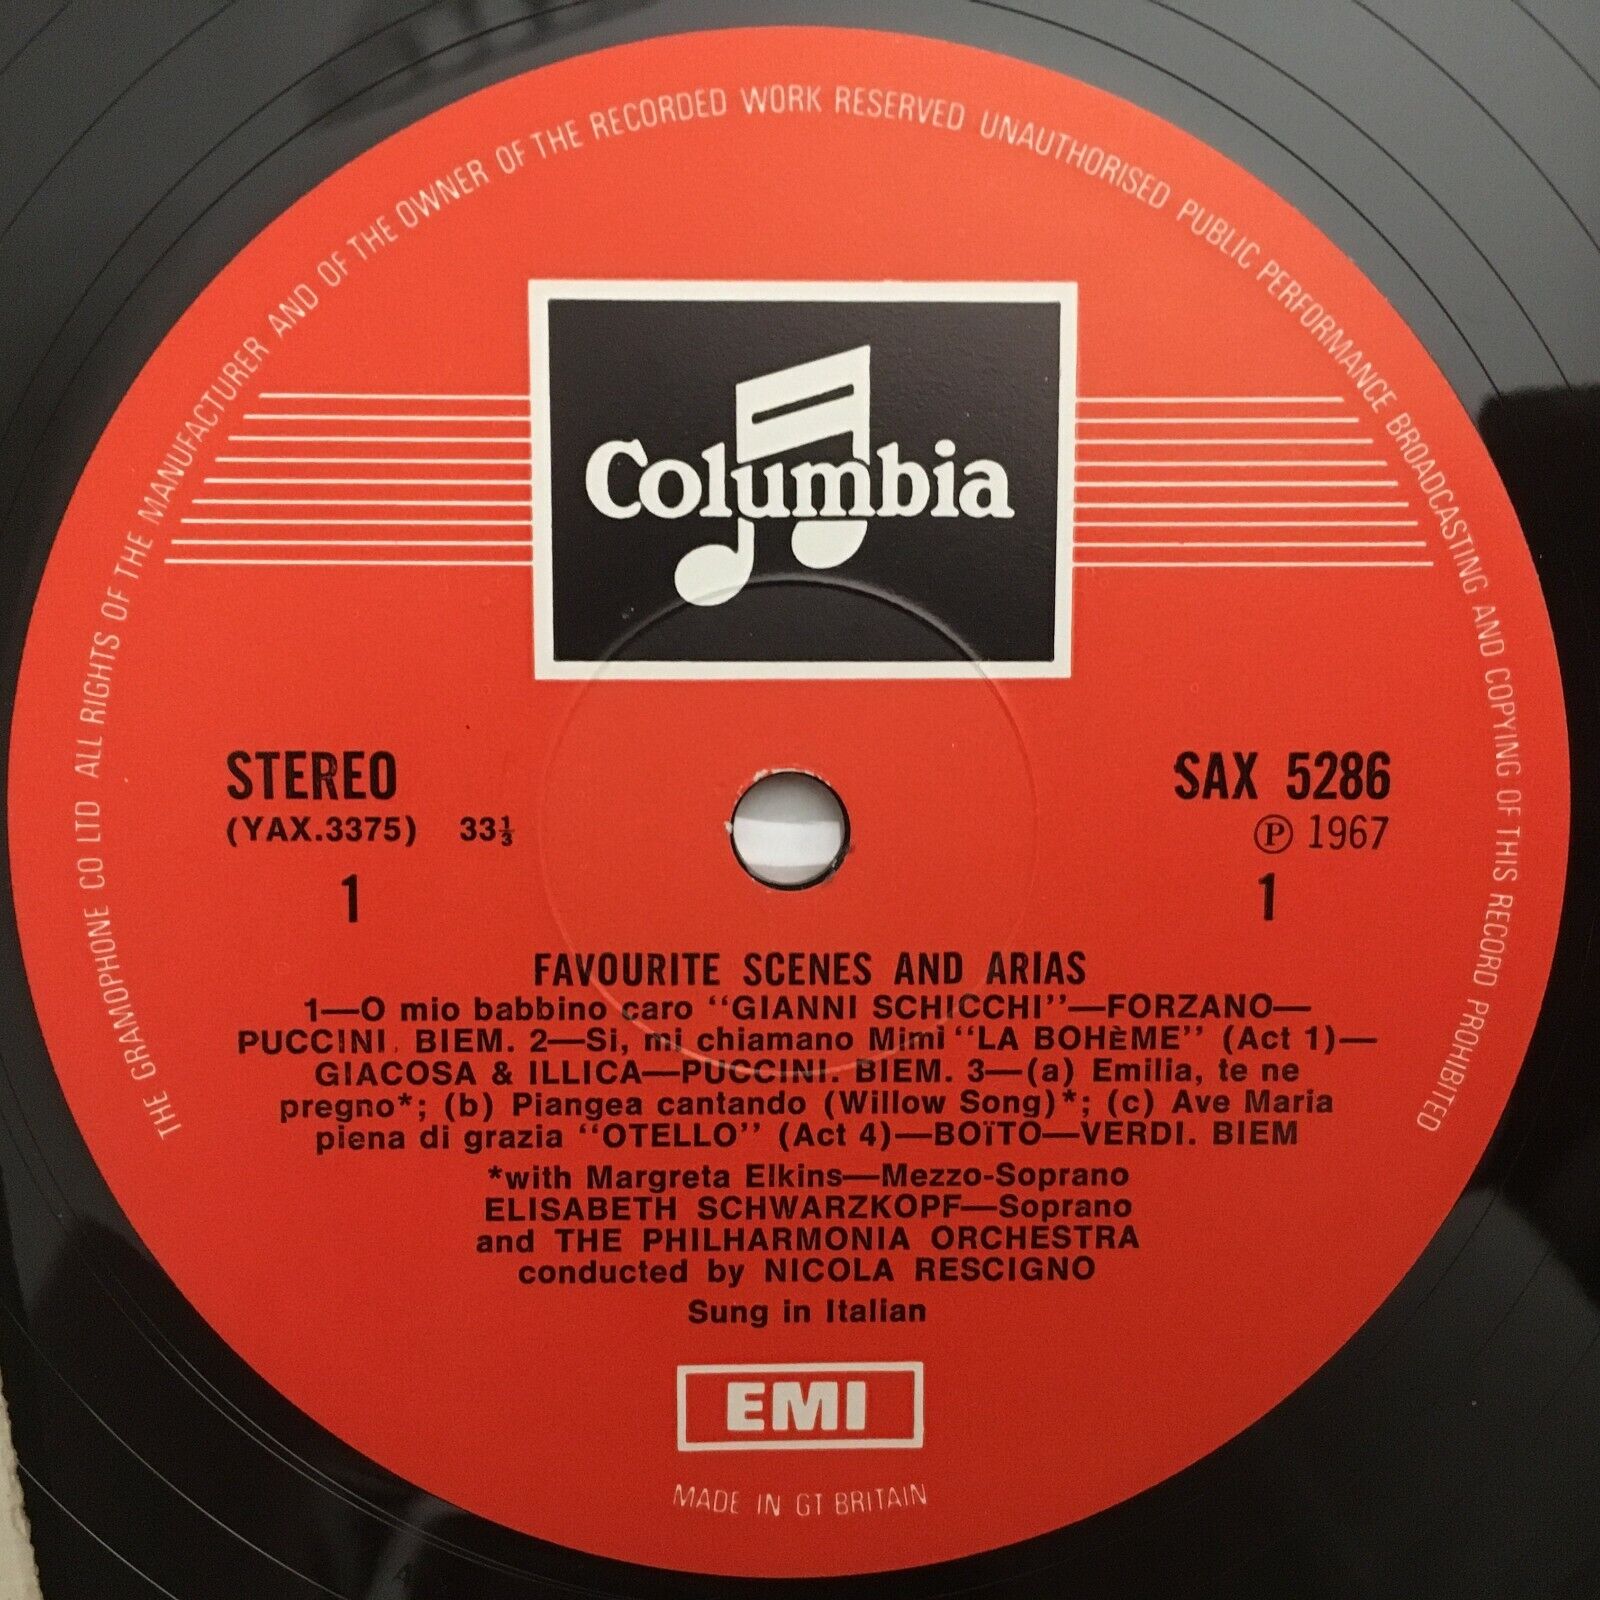 THE GRAMOPHONE CO LTD ALL RIGHTS OF THE MANUFACTURER AND OF THE OWNER OF THE RECORDED WORK RESERVED UNAUTHORISED PUBLIC PERFORMANCE BROADCASTING AND COPYING OF THIS RECORD PROHIBITED
Columbia
STEREO
SAX 5286
(YAX.3375) 33⅓
℗ 1967
1
1
FAVOURITE SCENES AND ARIAS
1—O mio babbino caro "GIANNI SCHICCHI"—FORZANO—
PUCCINI. BIEM. 2—Si, mi chiamano Mimì "LA BOHèME" (Act 1)—
GIACOSA & ILLICA—PUCCINI. BIEM. 3—(a) Emilia, te ne
pregno*; (b) Piangea cantando (Willow Song)*; (c) Ave Maria
piena di grazia "OTELLO" (Act 4)—BOïTO—VERDI. BIEM
*with Margreta Elkins—Mezzo-Soprano
ELISABETH SCHWARZKOPF—Soprano
and THE PHILHARMONIA ORCHESTRA
conducted by NICOLA RESCIGNO
Sung in Italian
EMI
MADE IN GT BRITAIN